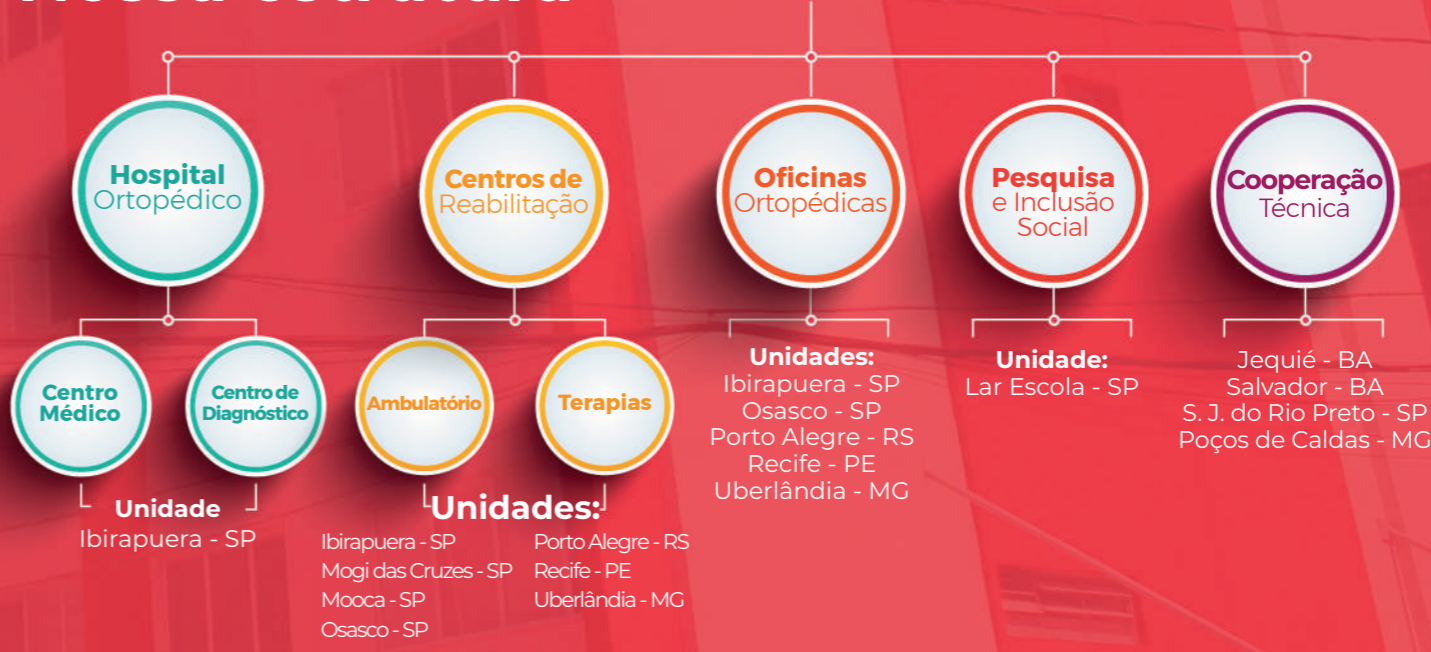 Nossa estrutura
Hospital
Ortopédico
Centro
Médico
Centro de
Diagnóstico
Unidade
Ibirapuera - SP
Centros de
Reabilitação
Ambulatório
Terapias
Unidades:
Ibirapuera - SP
Mogi das Cruzes - SP
Mooca - SP
Osasco - SP
Porto Alegre - RS
Recife - PE
Uberlândia - MG
Oficinas
Ortopédicas
Unidades:
Ibirapuera - SP
Osasco - SP
Porto Alegre - RS
Recife - PE
Uberlândia - MG
Pesquisa
e Inclusão
Social
Unidade:
Lar Escola - SP
Cooperação
Técnica
Jequié - BA
Salvador - BA
S. J. do Rio Preto - SP
Poços de Caldas - MG